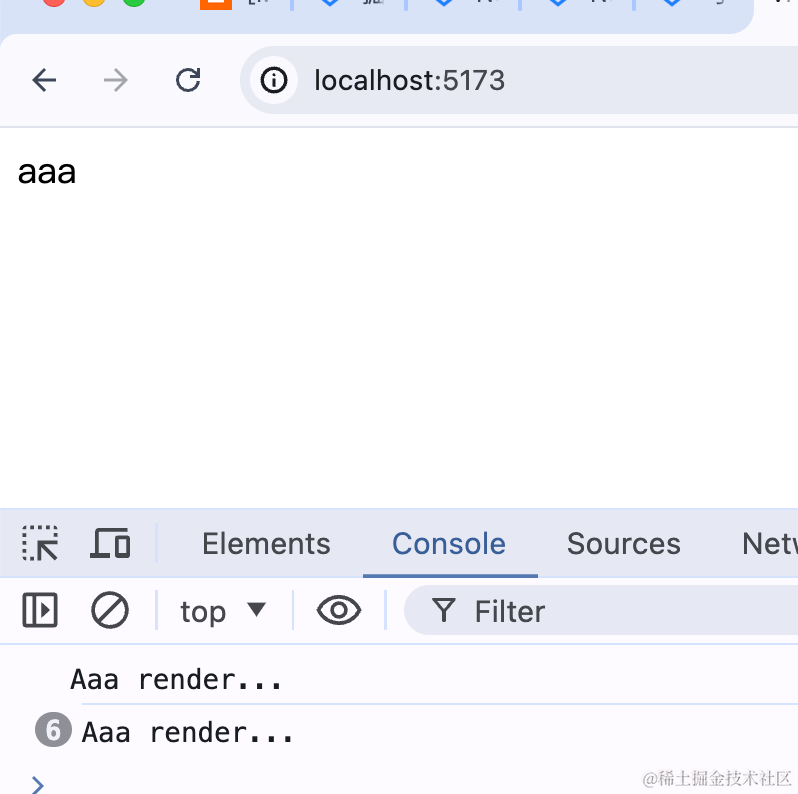 localhost:5173
aaa
Elements Console Sources Netw
top Filter
Aaa render...
6 Aaa render...
@稀土掘金技术社区